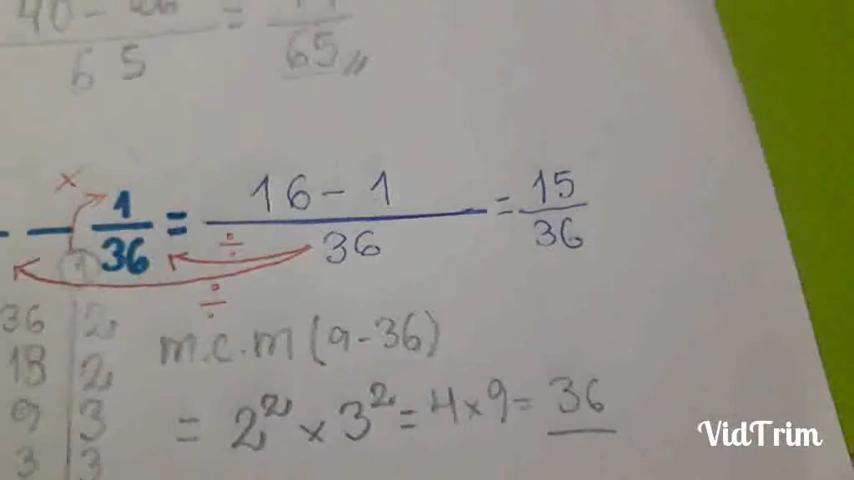 40 -
65 = 65 //
x
- 1/36 = 16 - 1/36 = 15/36
÷
÷
36 | 2
18 | 2
9 | 3
3 | 3
m.c.m (9-36)
= 2² x 3² = 4 x 9 = 36
VidTrim